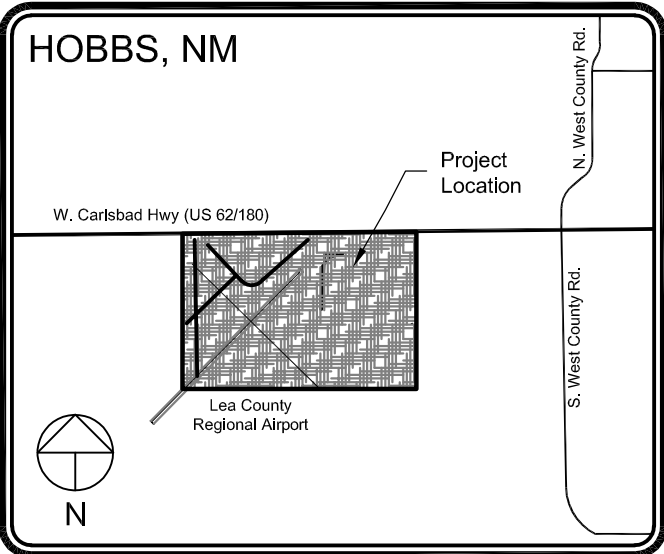 HOBBS, NM
N. West County Rd.
Project
Location
W. Carlsbad Hwy (US 62/180)
S. West County Rd.
Lea County
Regional Airport
N